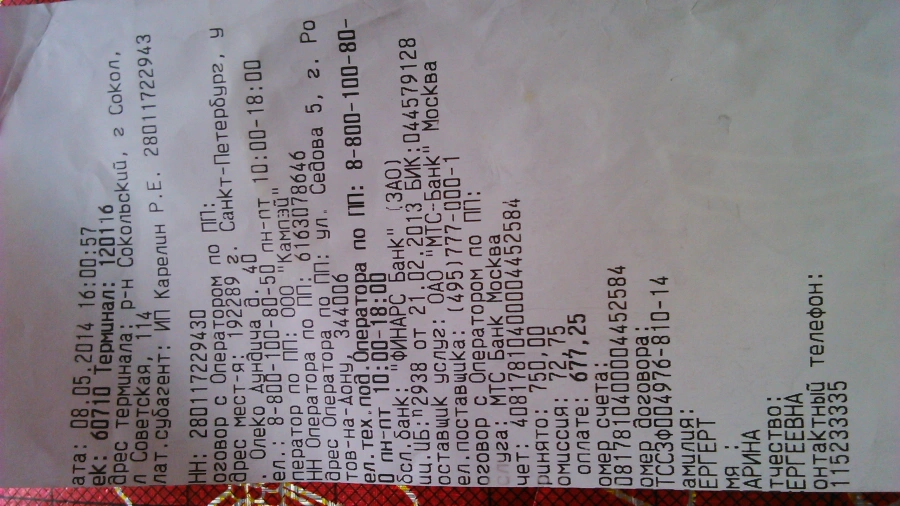 ата: 08.05.2014 16:00:57
ек: 60710 Терминал: 120116
дрес терминала: р-н Сокольский, г Сокол,
л Советская, 114
лат.субагент: ИП Карелин Р.Е. 28011722943
НН: 280117229430
оговор с Оператором по ПП:
дрес мест-я: 192289 г. Санкт-Петербург, у
Олеко Дундича д. 40
ел. 8-800-100-80-50 пн-пт 10:00-18:00
ператор по ПП: ООО "Кампэй"
НН Оператора по ПП: 6163078646
дрес Оператора по ПП: ул. Седова 5, г. Ро
тов-на-Дону, 344006
ел.тех.под.Оператора по ПП: 8-800-100-80-
0 пн-пт 10:00-18:00
бсл.банк: "ФИНАРС Банк" (ЗАО)
иц.ЦБ:"2938 от 21.02.2013 БИК:044579128
оставщик услуг: ОАО "МТС-Банк" Москва
ел.поставщика: (495)777-000-1
оговор с Оператором по ПП:
слуга: МТС Банк Москва
чет: 40817810400004452584
ринято: 750,00
омиссия: 72,75
оплате: 677,25
омер счета:
0817810400004452584
омер договора:
ТССЗФ004976-810-14
амилия:
ЕРГЕРТ
мя :
АРИНА
тчество:
ЕРГЕЕВНА
онтактный телефон:
115233335